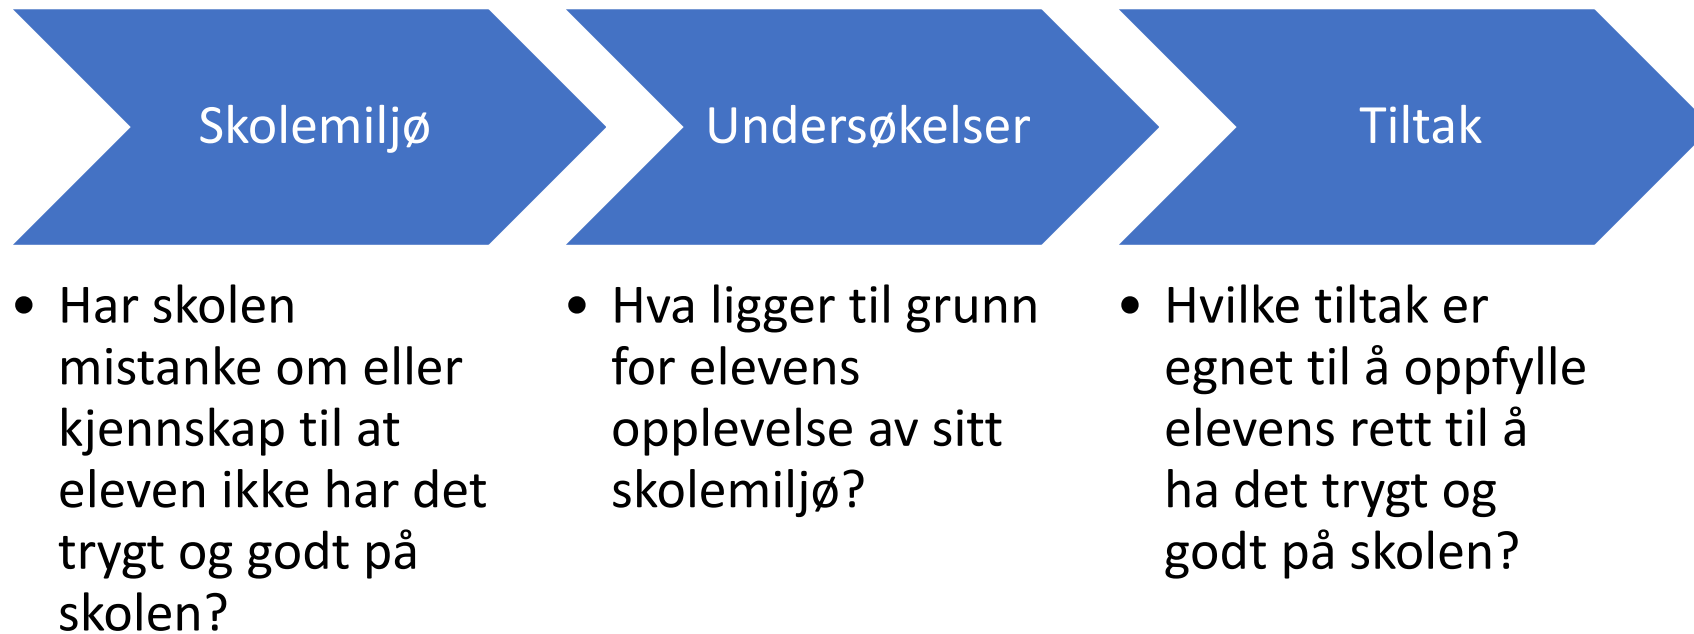 Skolemiljø
Undersøkelser
Tiltak
• Har skolen
mistanke om eller
kjennskap til at
eleven ikke har det
trygt og godt på
skolen?
• Hva ligger til grunn
for elevens
opplevelse av sitt
skolemiljø?
• Hvilke tiltak er
egnet til å oppfylle
elevens rett til å
ha det trygt og
godt på skolen?